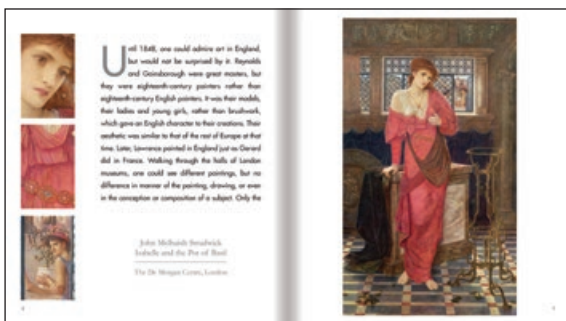 Until 1848, one could admire art in England,
but would not be surprised by it. Reynolds
and Gainsborough were great masters, but
they were eighteenth-century painters rather than
eighteenth-century English painters. It was their models,
their ladies and young girls, rather than brushwork,
which gave an English character to their creations. Their
aesthetic was similar to that of the rest of Europe at that
time. Later, Lawrence painted in England just as Gerard
did in France. Walking through the halls of London
museums, one could see different paintings, but no
difference in manner of the painting, drawing, or even
in the conception or composition of a subject. Only the
John Melhuish Strudwick
Isabella and the Pot of Basil
The De Morgan Centre, London